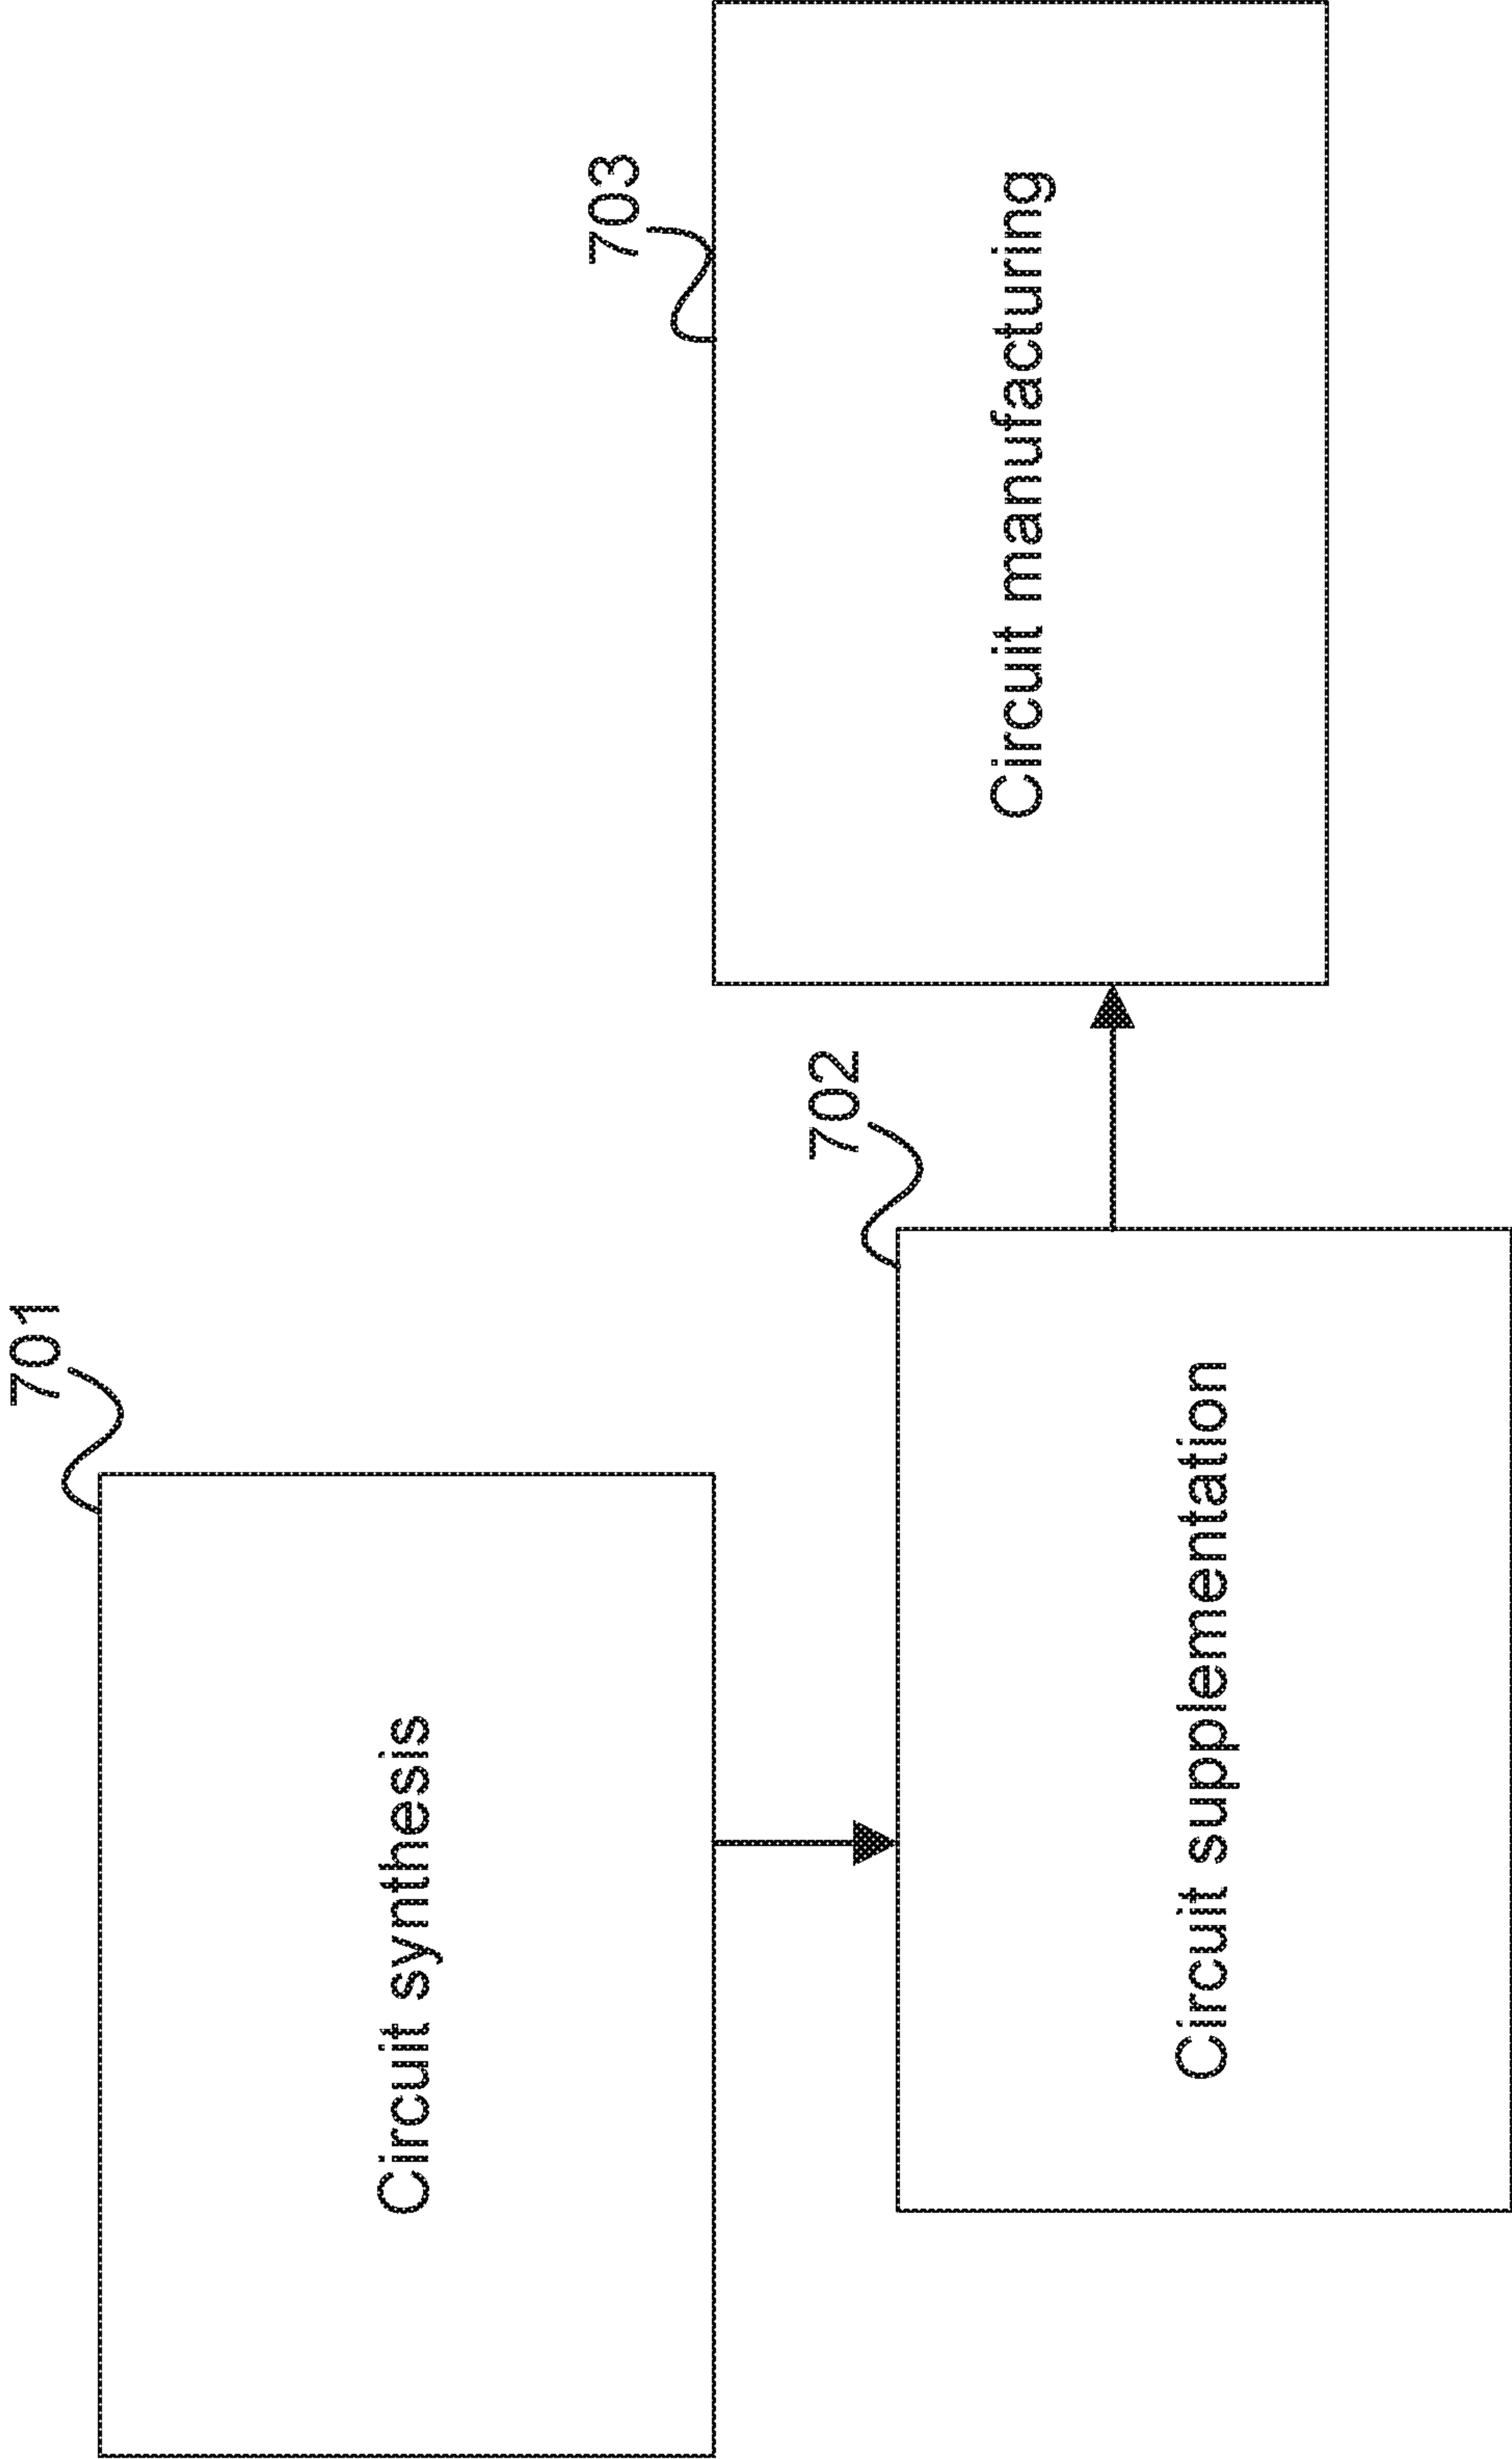 701
Circuit synthesis
702
Circuit supplementation
703
Circuit manufacturing